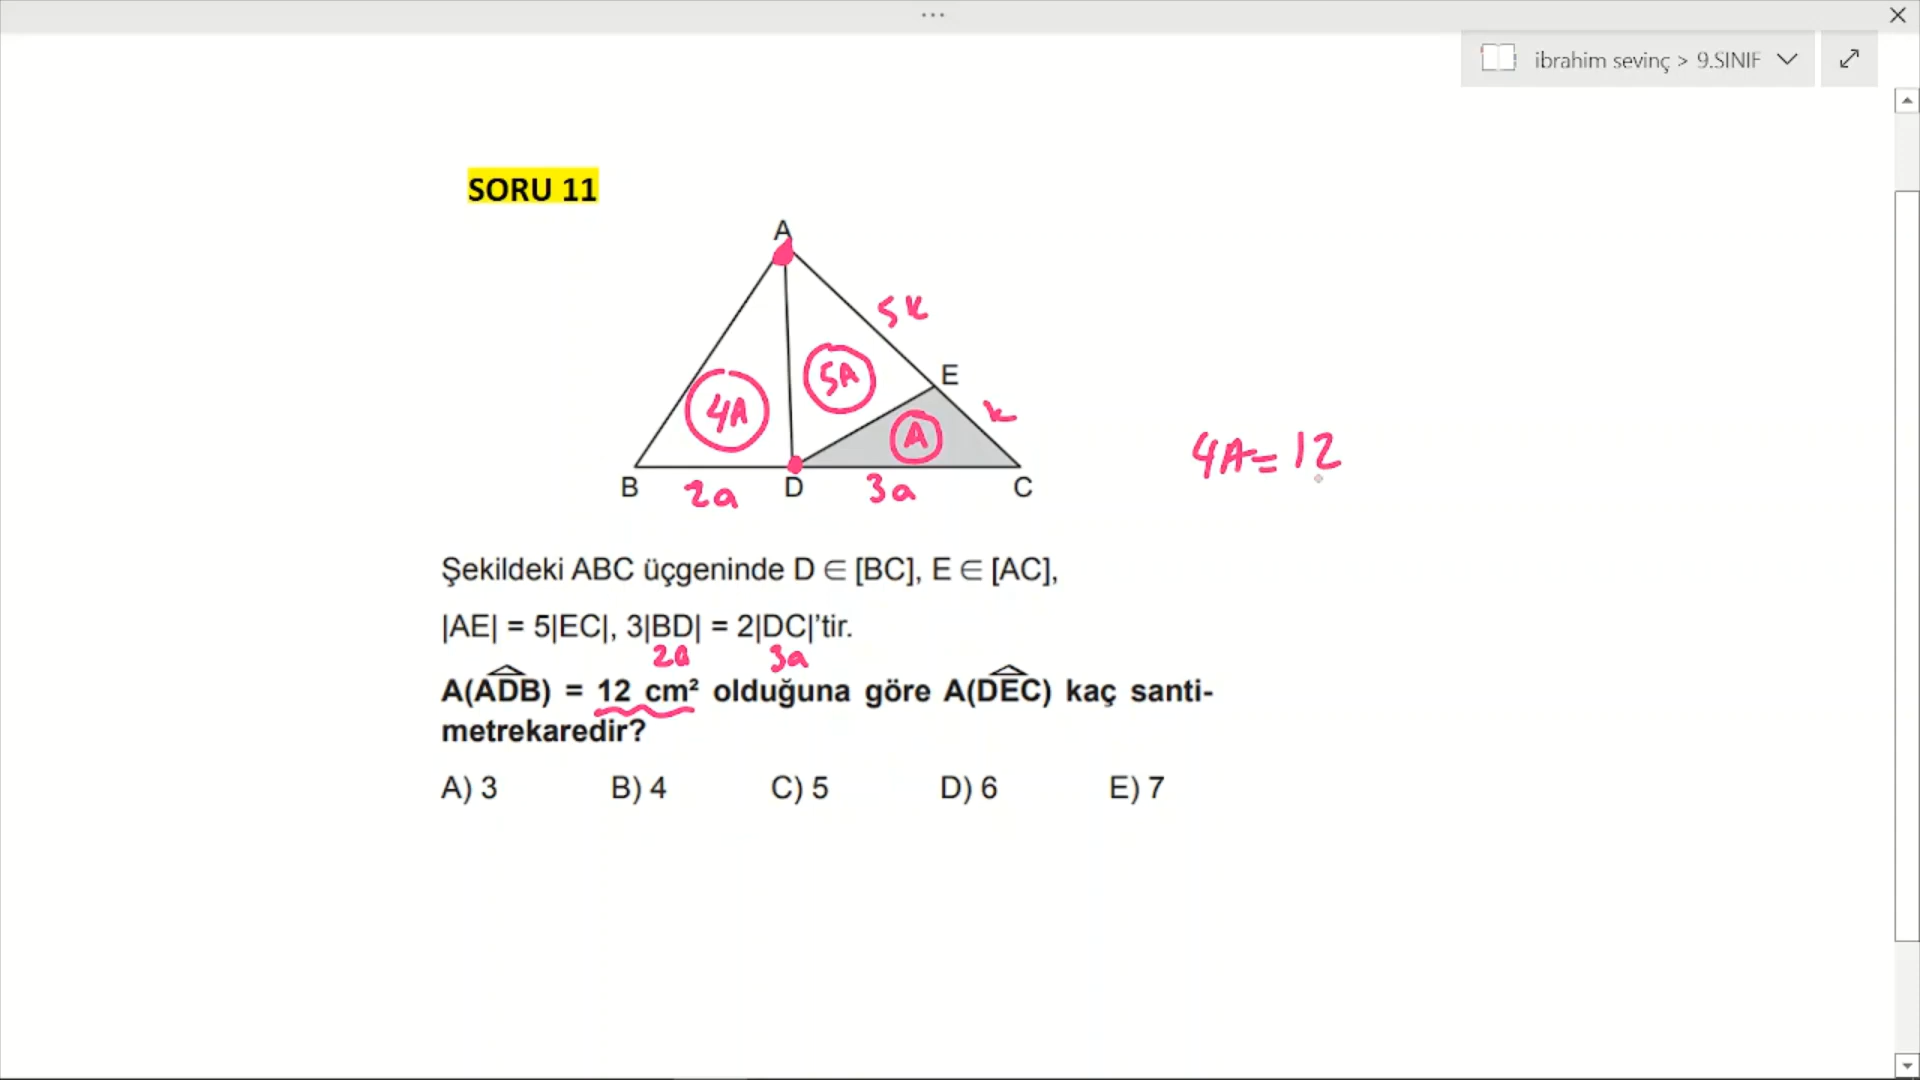 ibrahim sevinç > 9.SINIF
SORU 11
A
5k
5A
E
4A
k
A
4A=12
B
2a
D
3a
C
Şekildeki ABC üçgeninde D ∈ [BC], E ∈ [AC],
|AE| = 5|EC|, 3|BD| = 2|DC|'tir.
2a 3a
A(ADB) = 12 cm² olduğuna göre A(DEC) kaç santi-
metrekaredir?
A) 3 B) 4 C) 5 D) 6 E) 7